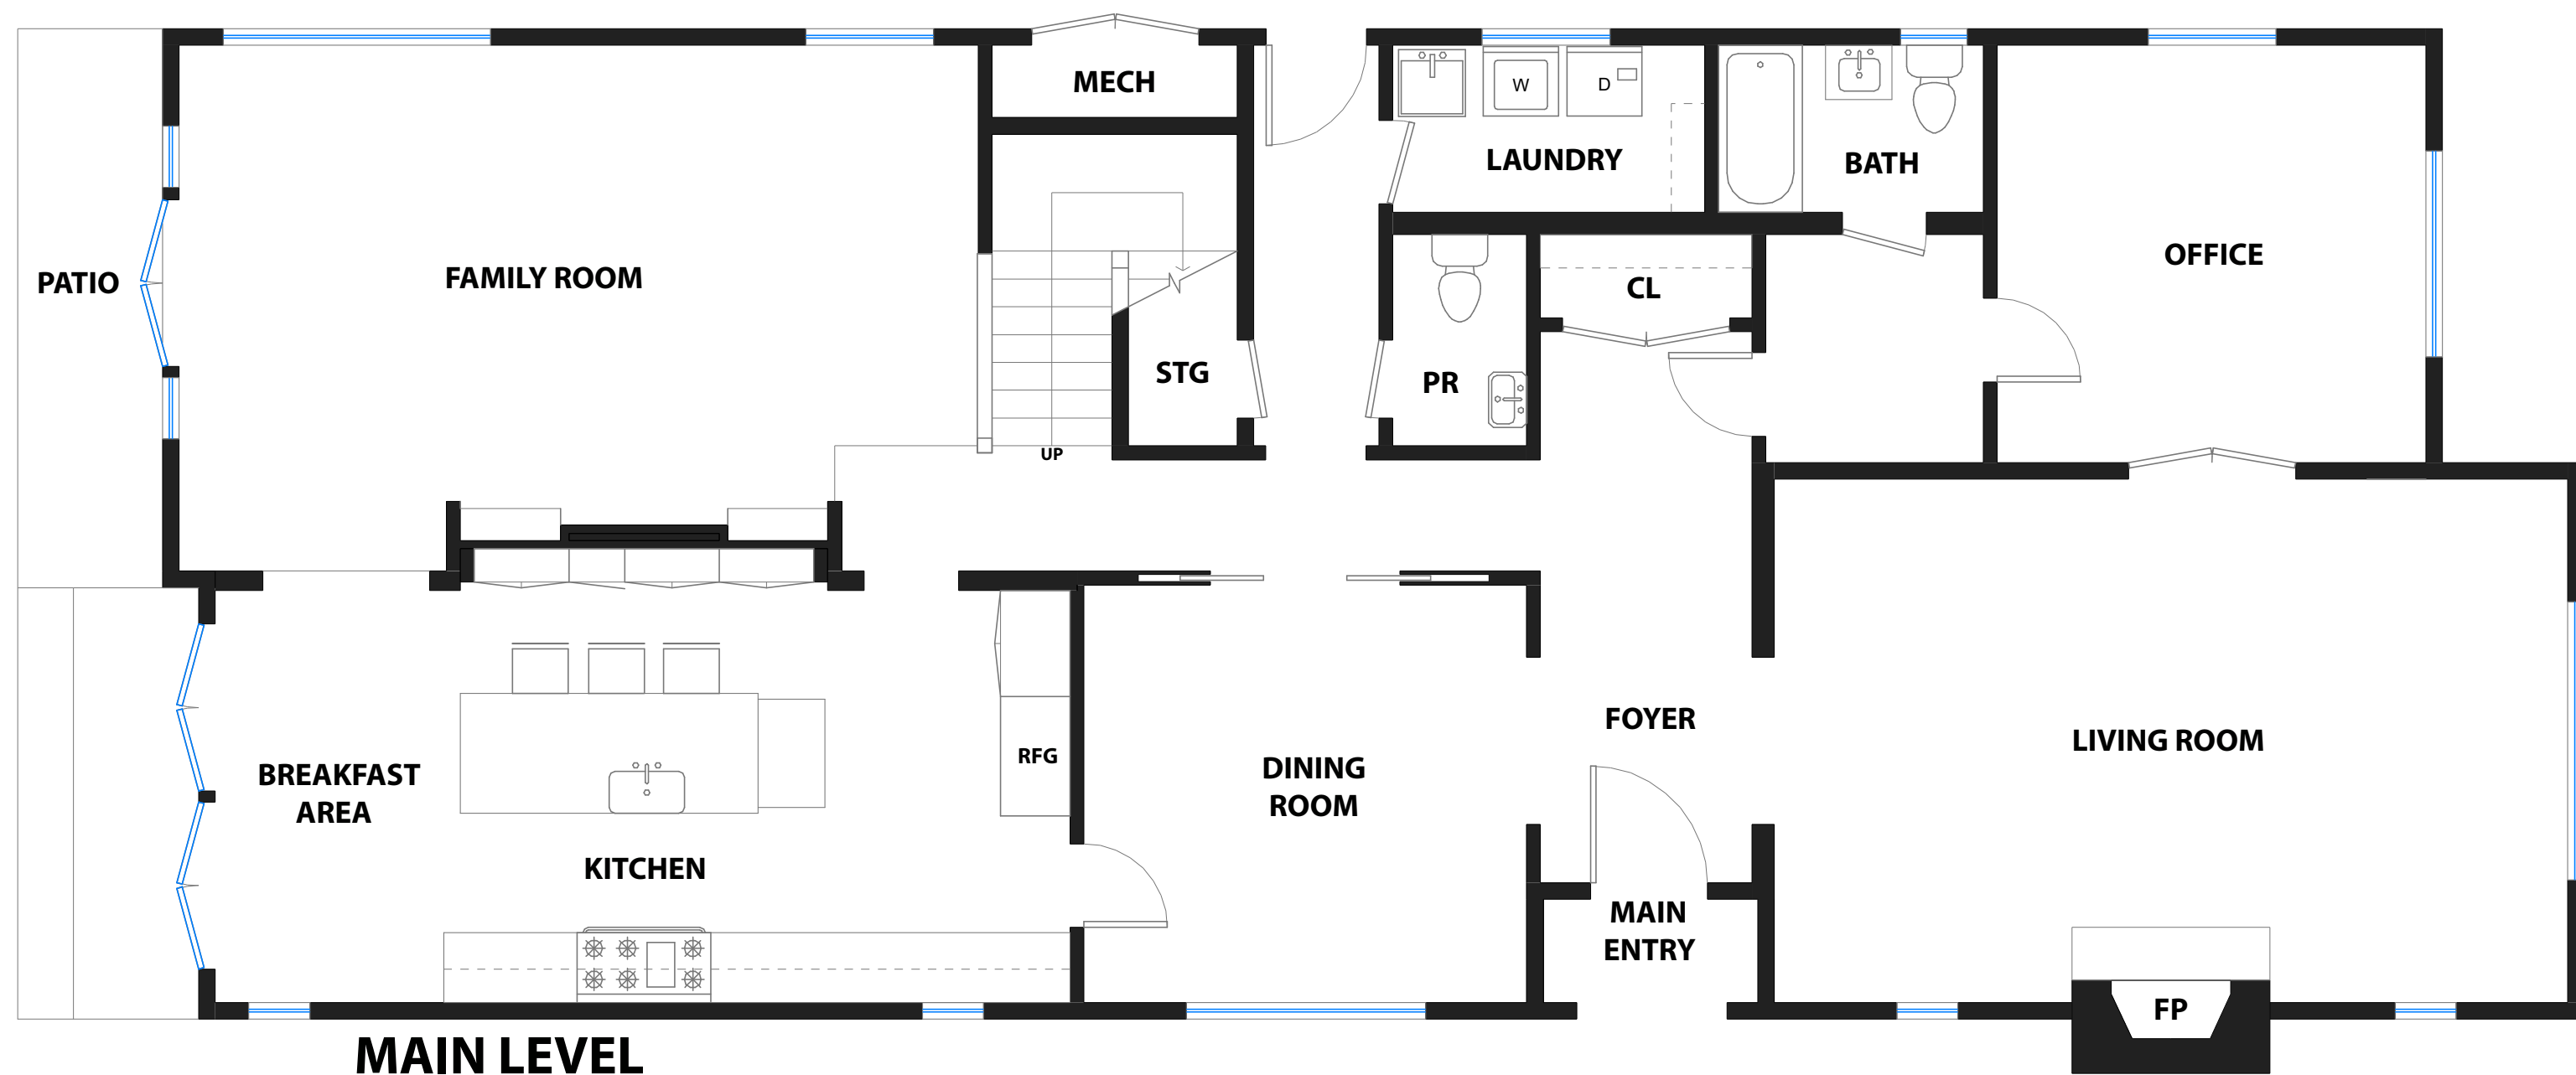 MECH
W
D
LAUNDRY
BATH
OFFICE
PATIO
FAMILY ROOM
CL
STG
PR
UP
FOYER
LIVING ROOM
RFG
BREAKFAST
AREA
DINING
ROOM
KITCHEN
MAIN
ENTRY
FP
MAIN LEVEL